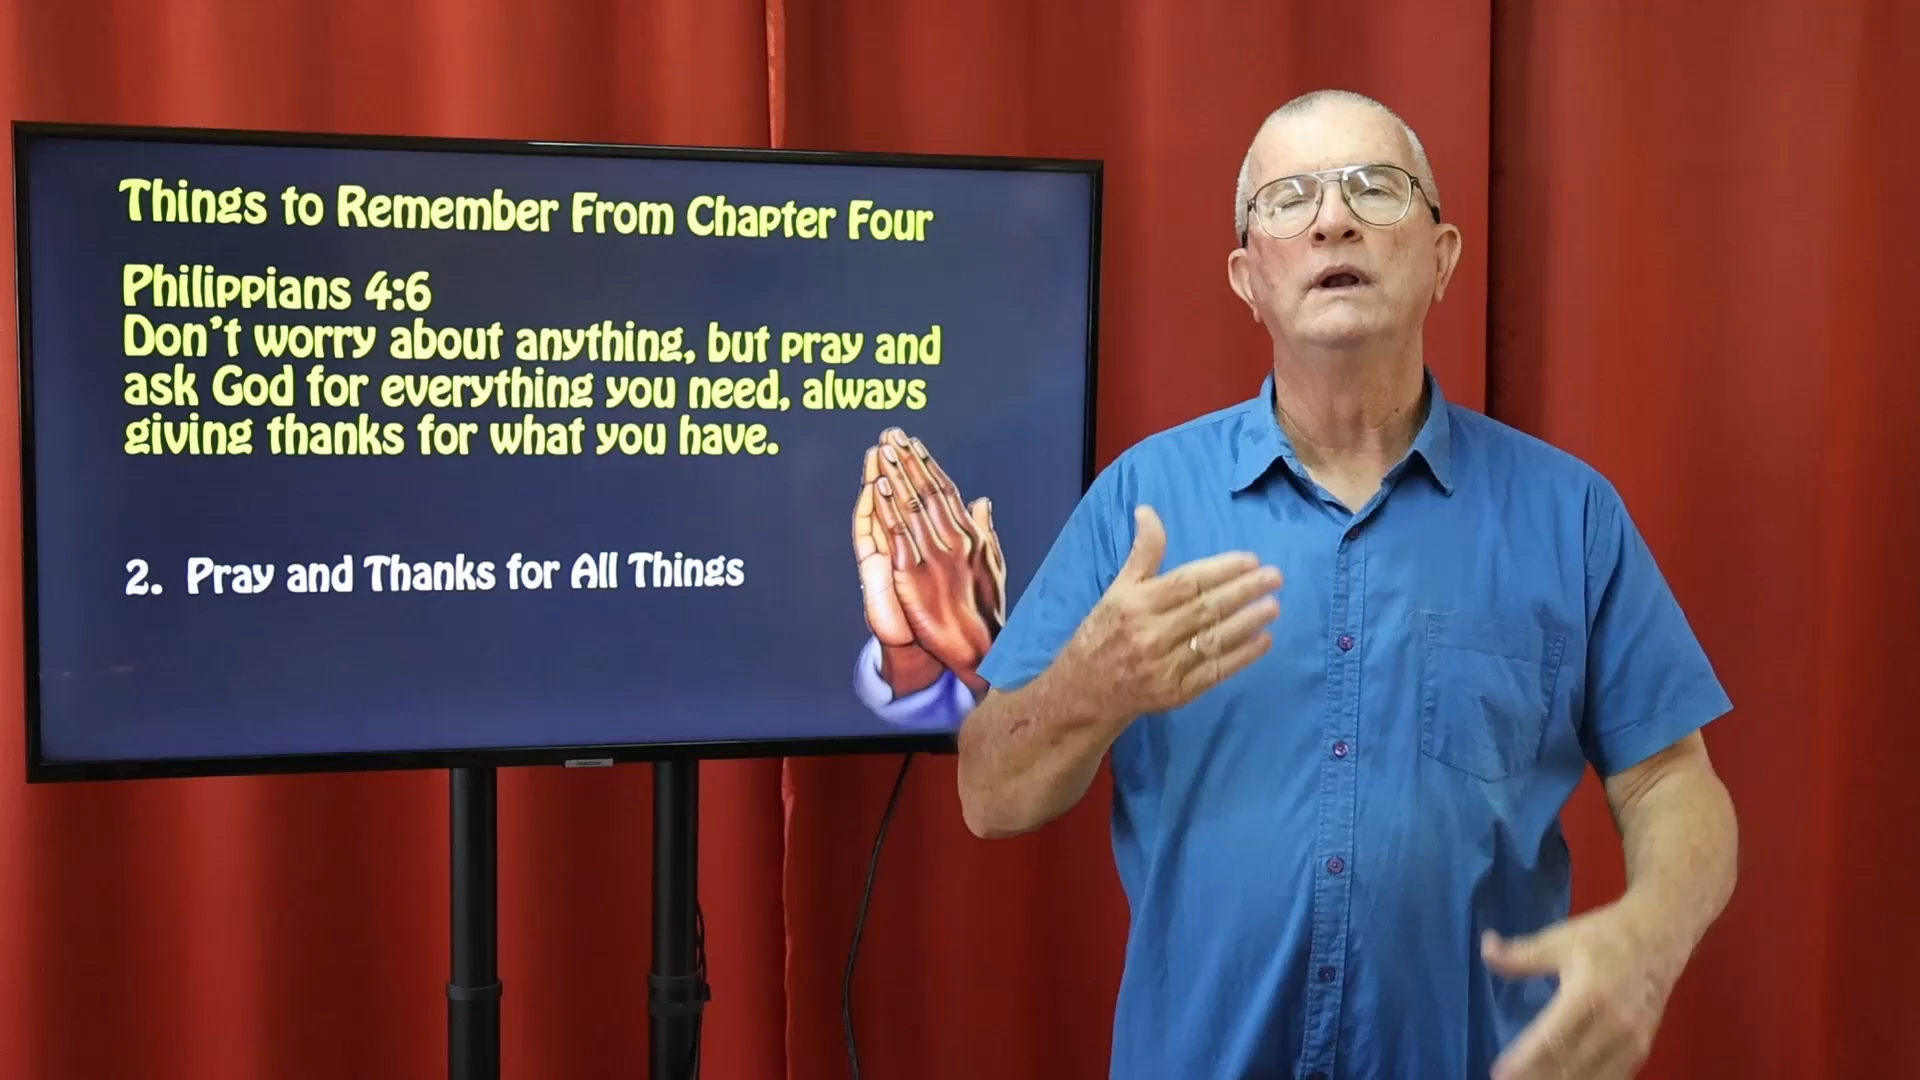 Things to Remember From Chapter Four
Philippians 4:6
Don't worry about anything, but pray and
ask God for everything you need, always
giving thanks for what you have.
2. Pray and Thanks for All Things